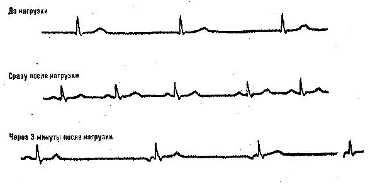 До нагрузки
Сразу после нагрузки
Через 3 минуты после нагрузки